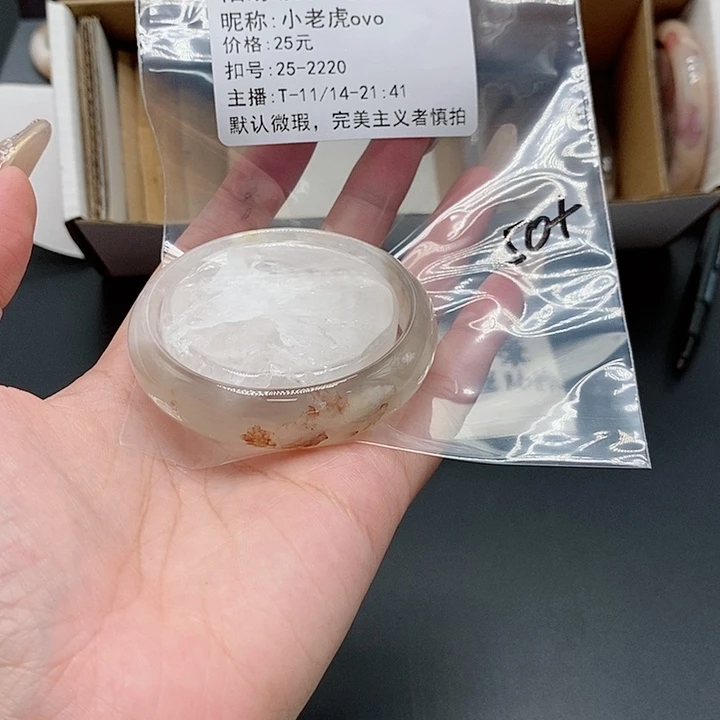 昵称:小老虎ovo
价格:25元
扣号:25-2220
主播:T-11/14-21:41
默认微瑕，完美主义者慎拍